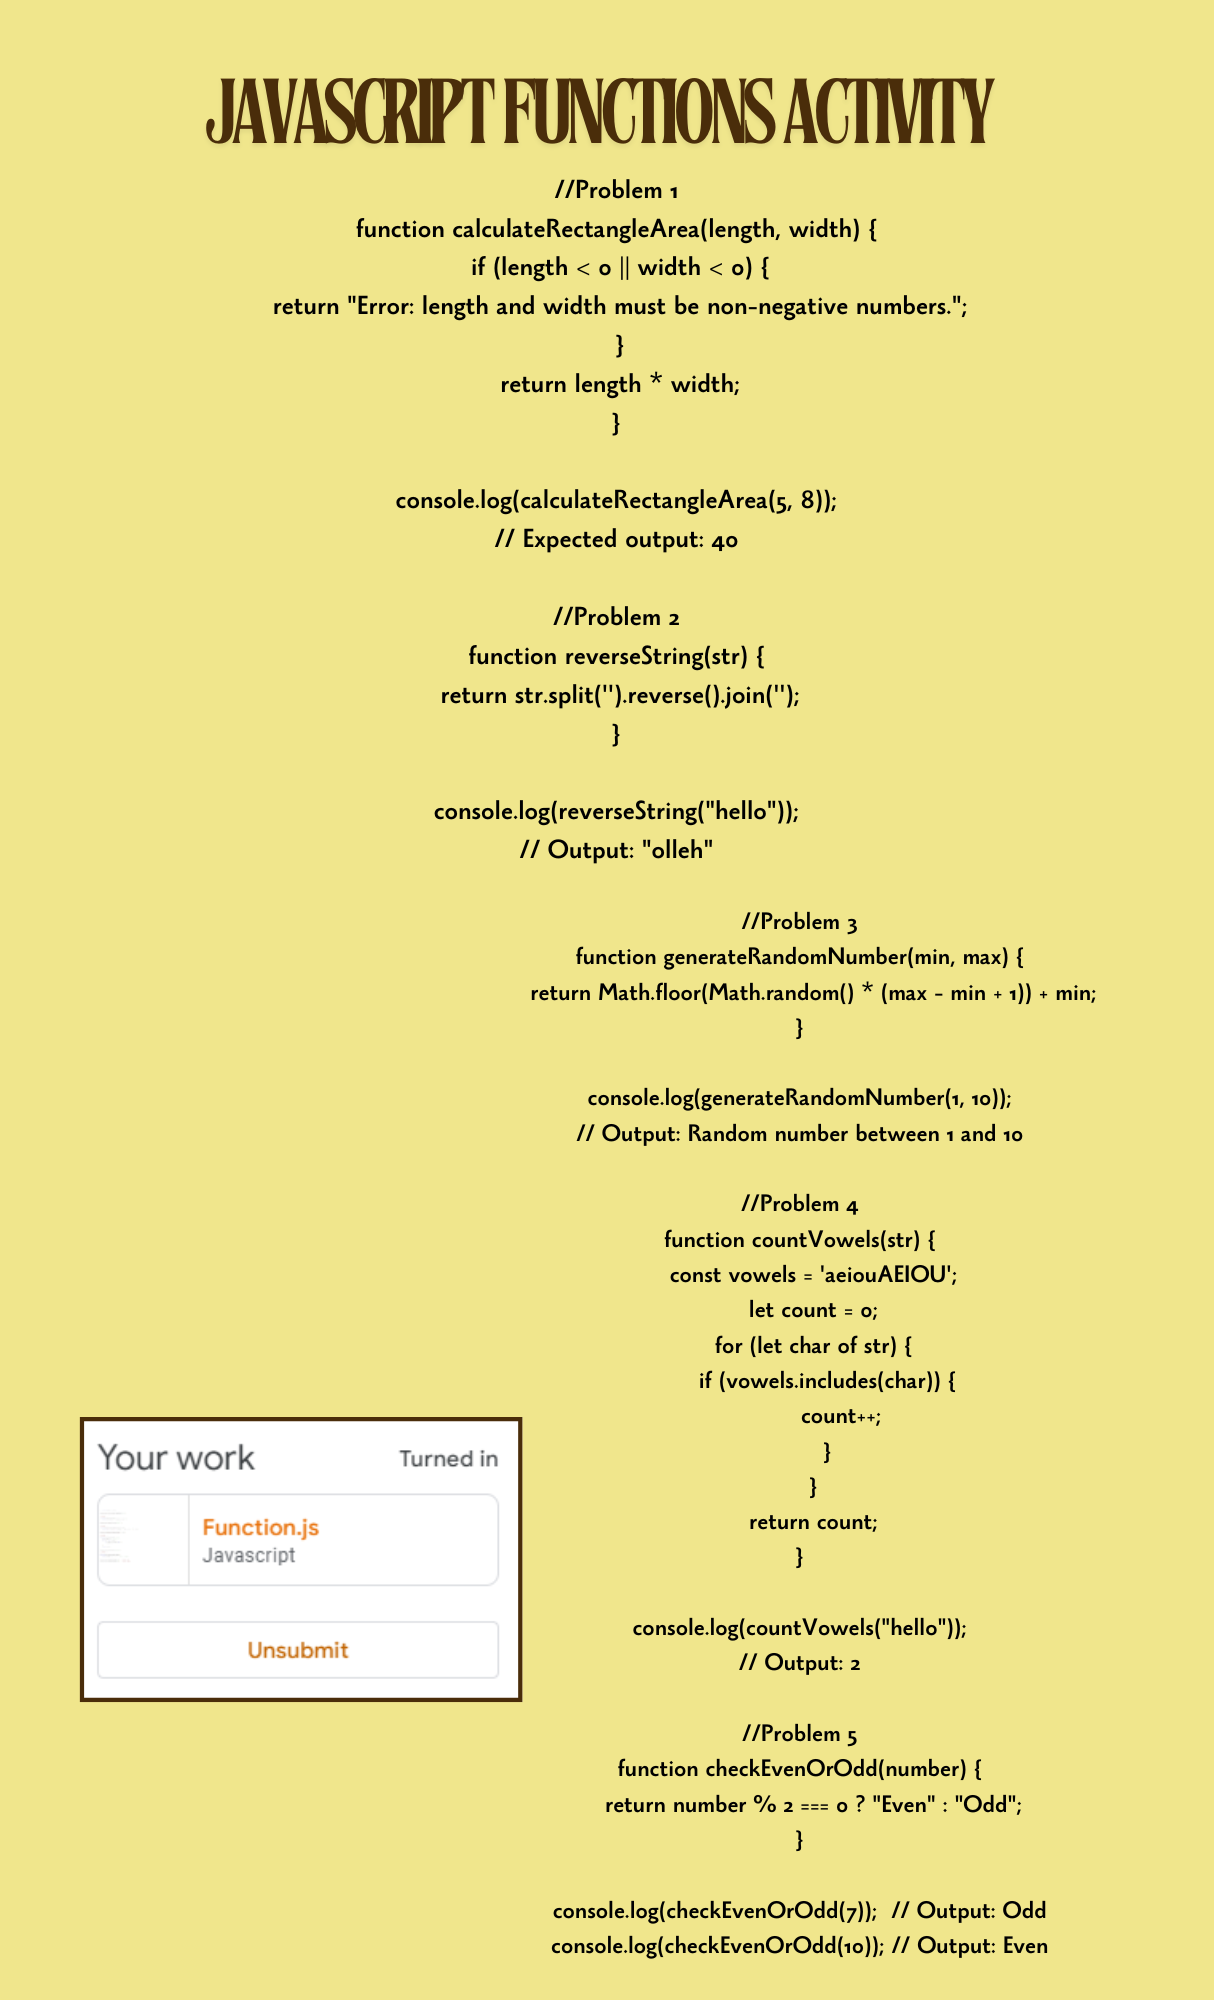 JAVASCRIPT FUNCTIONS ACTIVITY
//Problem 1
function calculateRectangleArea(length, width) {
if (length < 0 || width < 0) {
return "Error: length and width must be non-negative numbers.";
}
return length * width;
}
console.log(calculateRectangleArea(5, 8));
// Expected output: 40
//Problem 2
function reverseString(str) {
return str.split('').reverse().join('');
}
console.log(reverseString("hello"));
// Output: "olleh"
//Problem 3
function generateRandomNumber(min, max) {
return Math.floor(Math.random() * (max - min + 1)) + min;
}
console.log(generateRandomNumber(1, 10));
// Output: Random number between 1 and 10
//Problem 4
function countVowels(str) {
const vowels = 'aeiouAEIOU';
let count = 0;
for (let char of str) {
if (vowels.includes(char)) {
count++;
}
}
return count;
}
console.log(countVowels("hello"));
// Output: 2
//Problem 5
function checkEvenOrOdd(number) {
return number % 2 === 0 ? "Even" : "Odd";
}
console.log(checkEvenOrOdd(7));  // Output: Odd
console.log(checkEvenOrOdd(10)); // Output: Even
Your work Turned in
Function.js
Javascript
Unsubmit